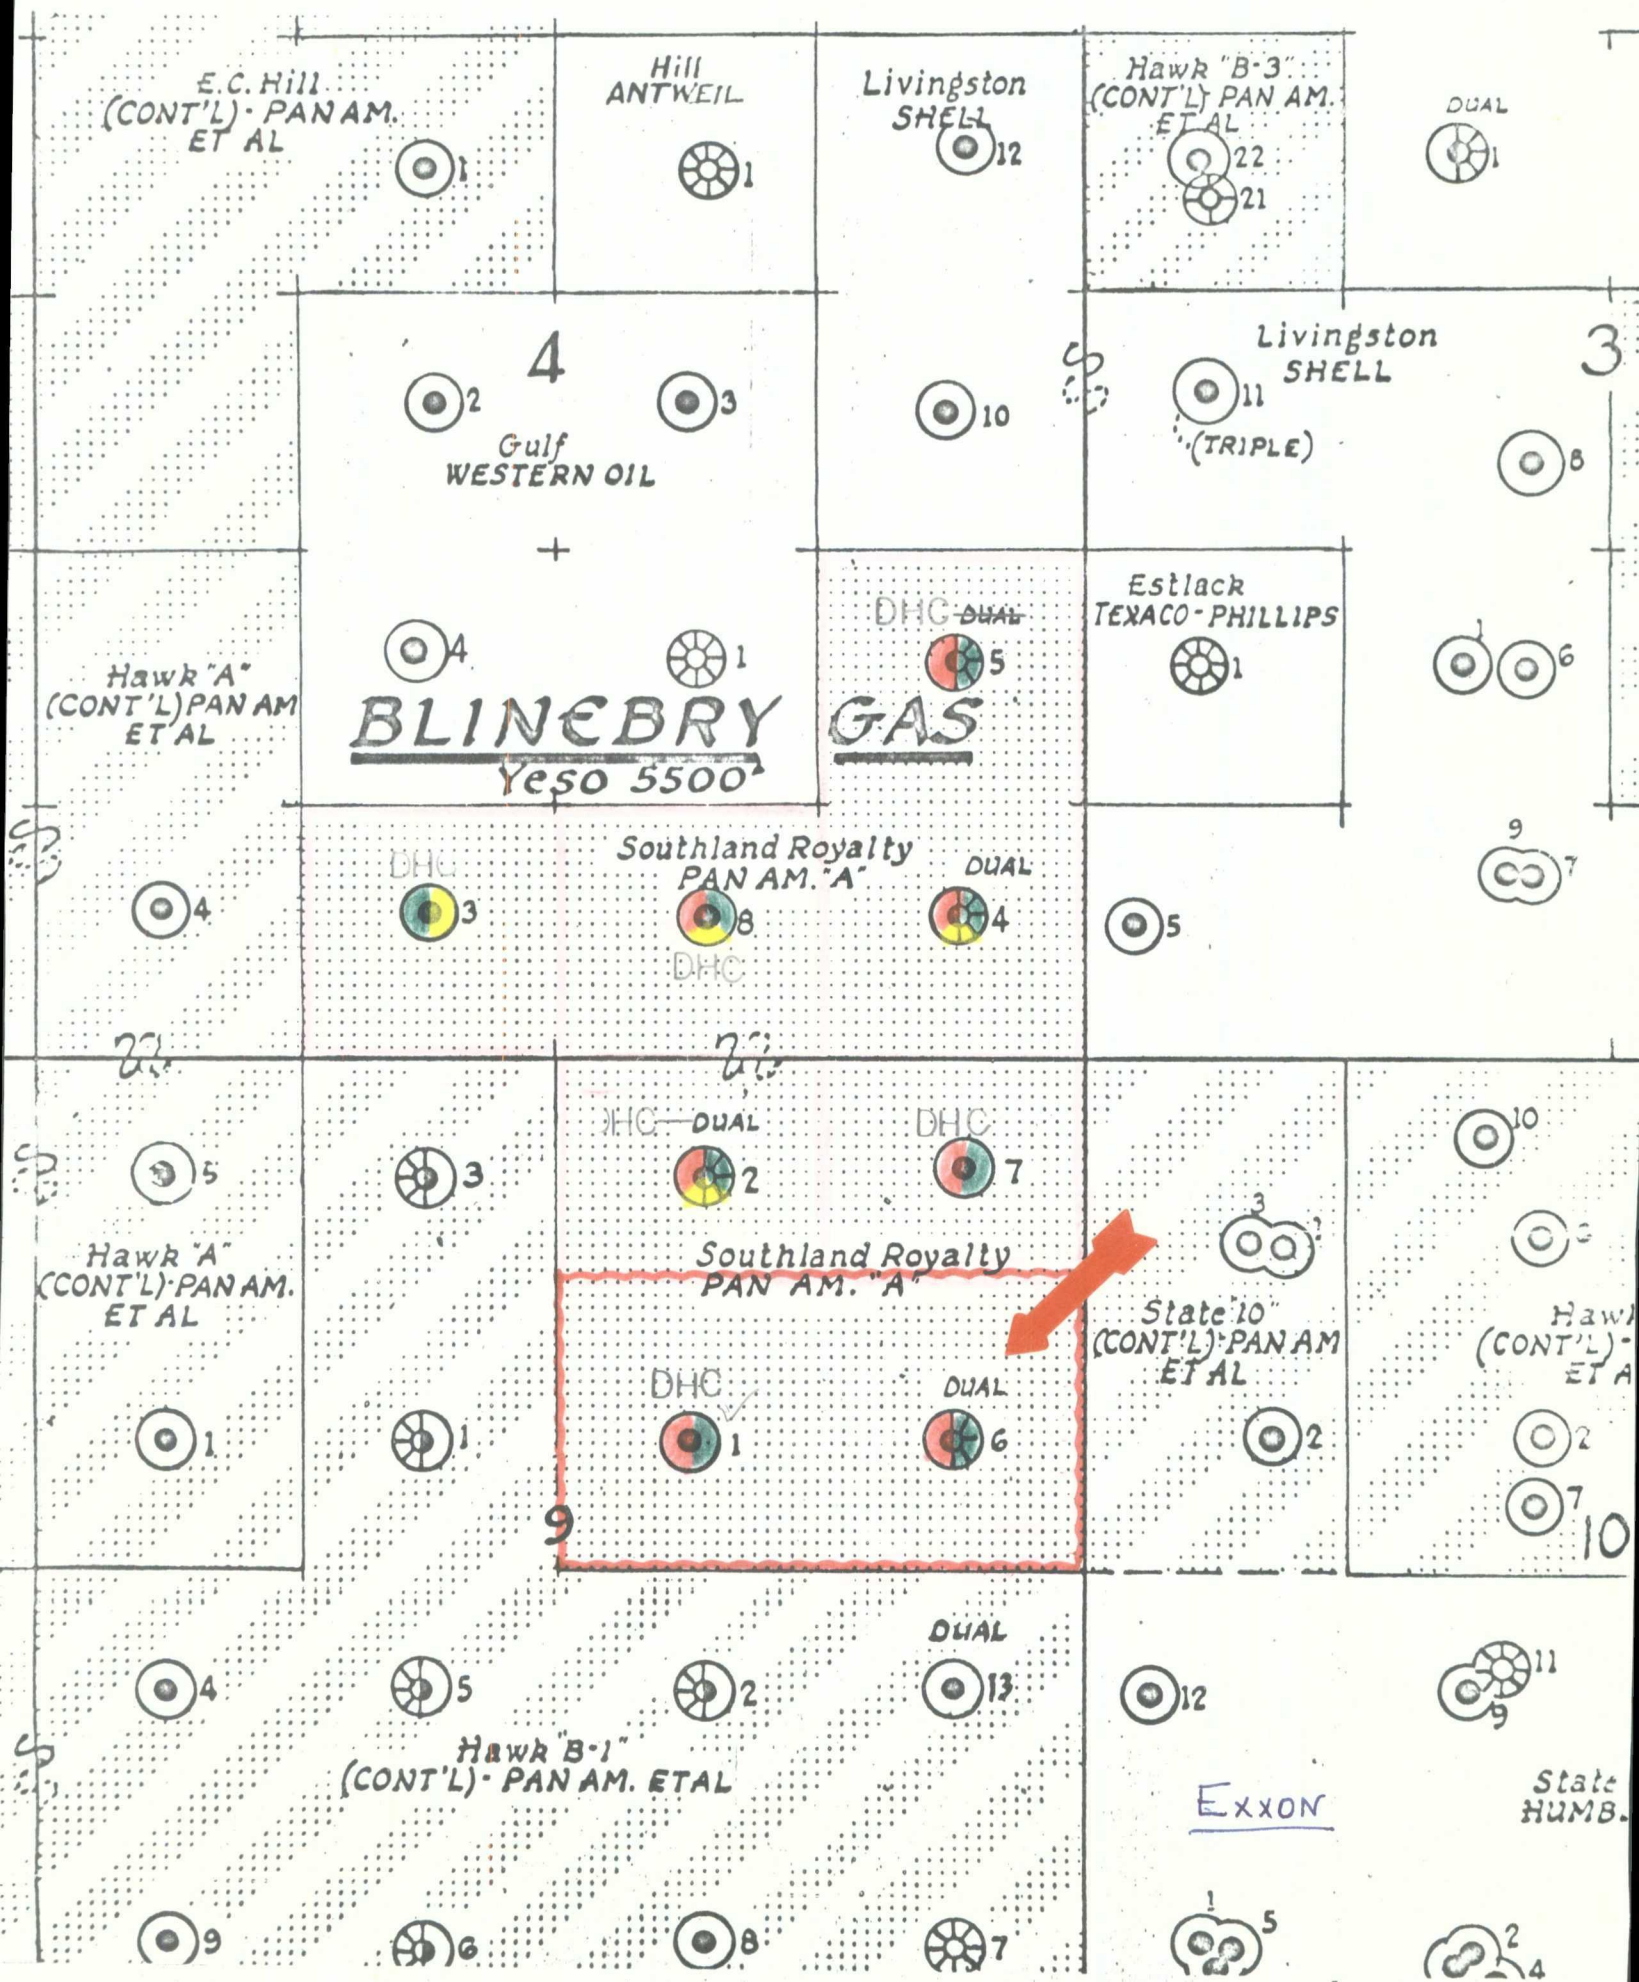 E.C. Hill
(CONT'L)- PAN AM.
ET AL
1
Hill
ANTWEIL
1
Livingston
SHELL
12
Hawk "B-3"
(CONT'L) PAN AM.
ET AL
22
21
DUAL
1
4
2
3
Gulf
WESTERN OIL
10
Livingston
SHELL
3
11
(TRIPLE)
8
4
1
DHC DUAL
5
Estlack
TEXACO-PHILLIPS
1
1
6
Hawk "A"
(CONT'L) PAN AM
ET AL
BLINEBRY GAS
Yeso 5500'
Southland Royalty
PAN AM. "A"
DUAL
9
7
4
DHC
3
8
DHC
4
5
DHC-DUAL
2
DHC
7
5
3
10
3
Hawk "A"
(CONT'L)-PAN AM.
ET AL
Southland Royalty
PAN AM. "A"
State "10"
(CONT'L)-PAN AM
ET AL
(CONT'L)-
1
1
DHC
1
DUAL
6
2
2
7
9
10
4
5
2
DUAL
13
12
11
9
Hawk "B-1"
(CONT'L)- PAN AM. ET AL
EXXON
State
HUMB.
9
6
8
7
1
5
2
4